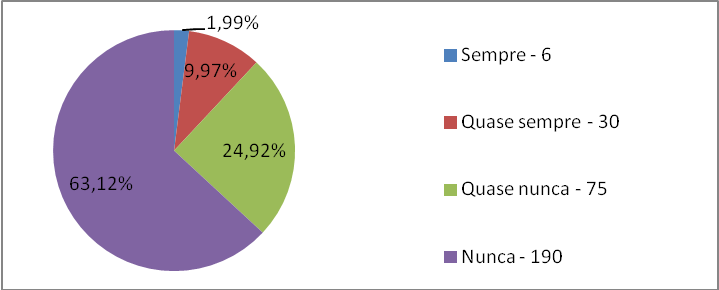 1,99%
9,97%
24,92%
63,12%
Sempre - 6
Quase sempre - 30
Quase nunca - 75
Nunca - 190